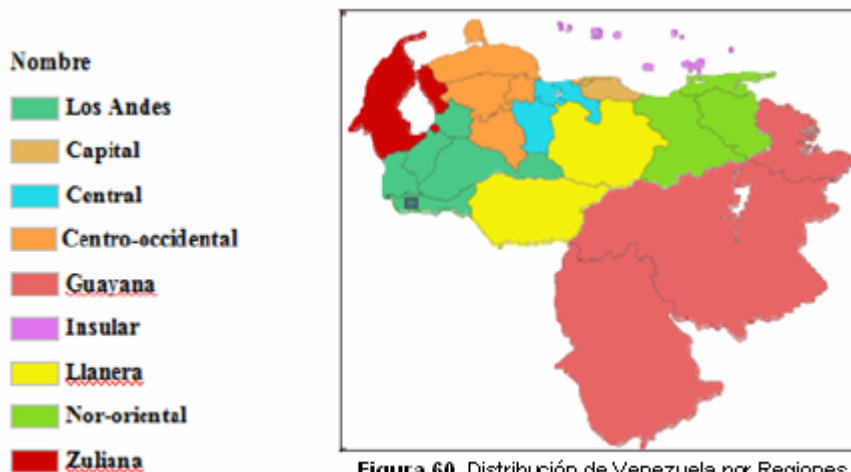 Nombre
Los Andes
Capital
Central
Centro-occidental
Guayana
Insular
Llanera
Nor-oriental
Zuliana
Figura 60. Distribución de Venezuela por Regiones